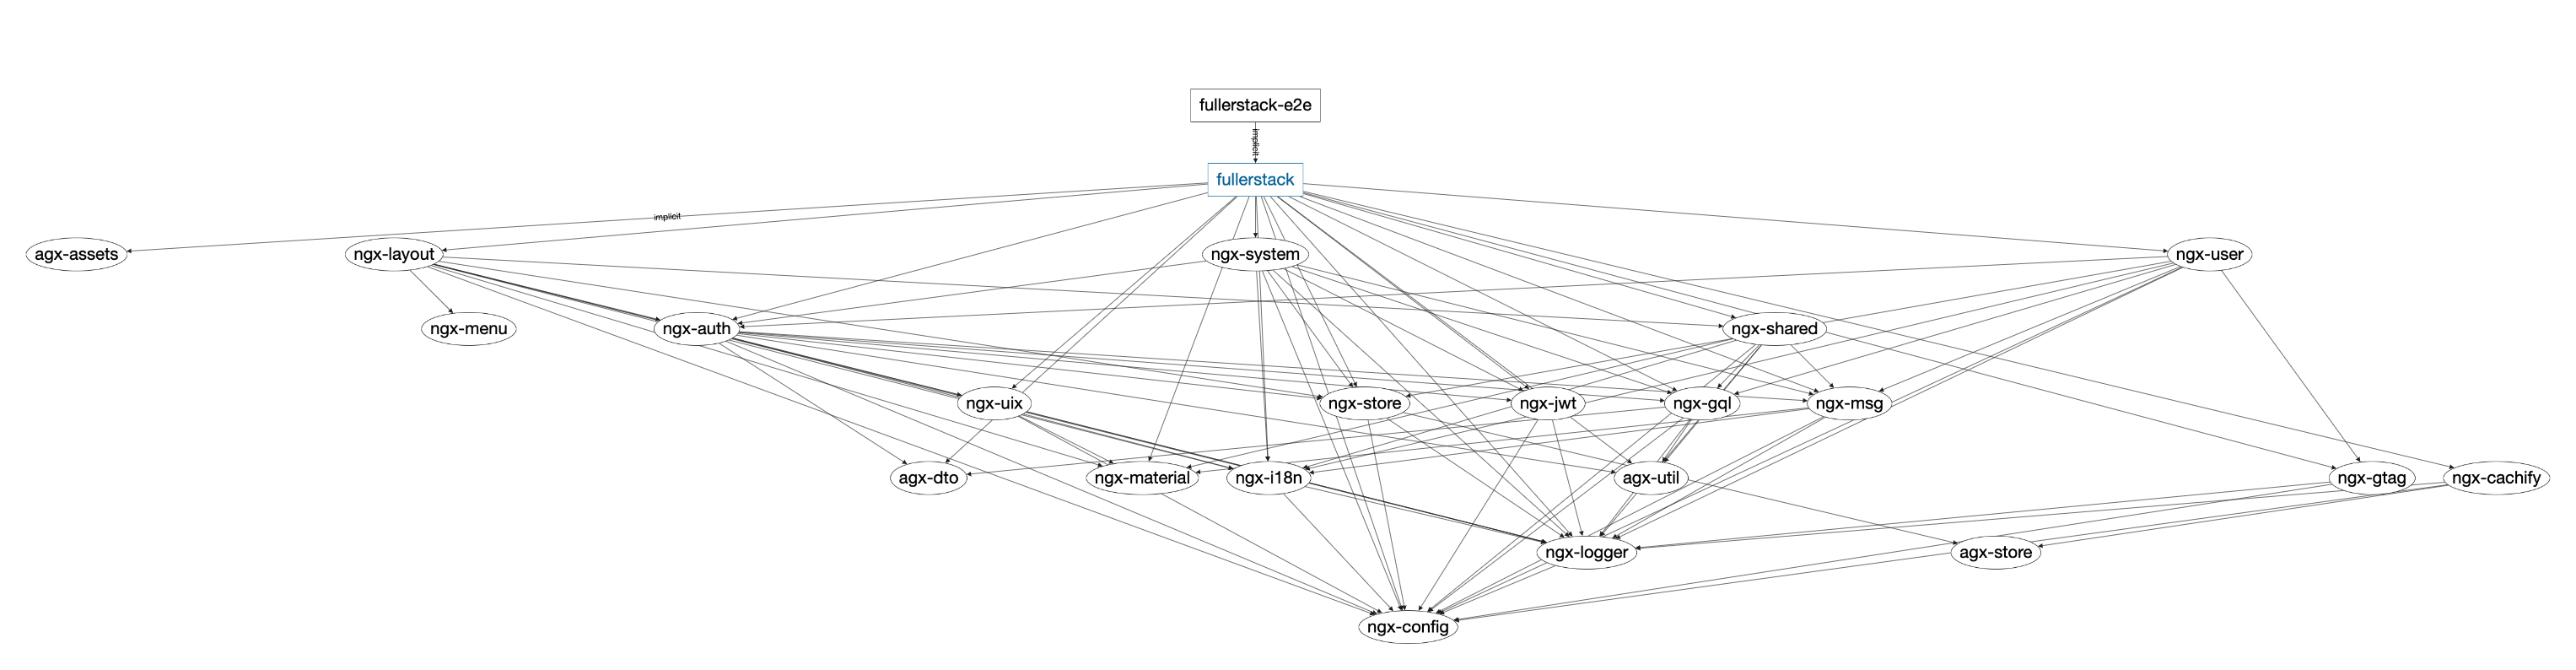 fullerstack-e2e
implicit
fullerstack
implicit
agx-assets
ngx-layout
ngx-system
ngx-user
ngx-menu
ngx-auth
ngx-shared
ngx-uix
ngx-store
ngx-jwt
ngx-gql
ngx-msg
agx-dto
ngx-material
ngx-i18n
agx-util
ngx-gtag
ngx-cachify
ngx-logger
agx-store
ngx-config